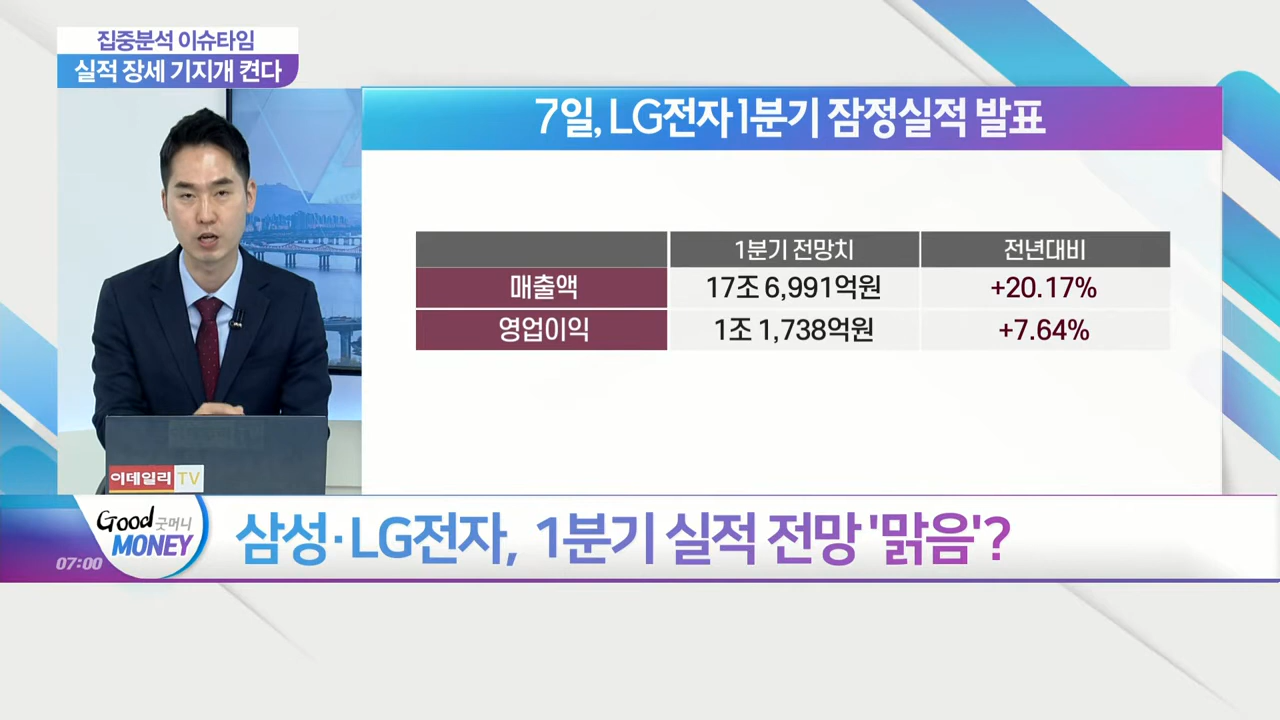 집중분석 이슈타임
실적 장세 기지개 켠다
7일, LG전자 1분기 잠정실적 발표
1분기 전망치 전년대비
매출액 17조 6,991억원 +20.17%
영업이익 1조 1,738억원 +7.64%
이데일리 TV
Good 굿머니
MONEY
07:00
삼성·LG전자, 1분기 실적 전망 '맑음'?